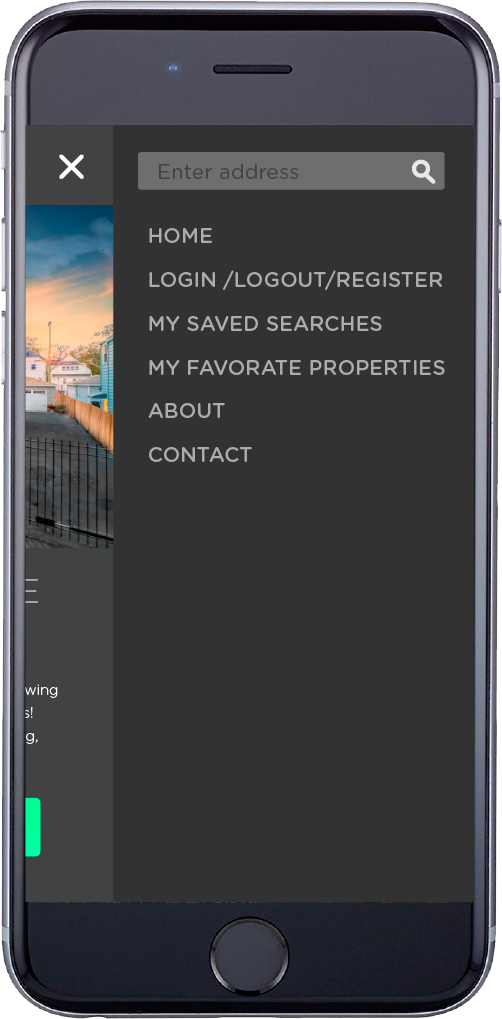 Enter address
HOME
LOGIN /LOGOUT/REGISTER
MY SAVED SEARCHES
MY FAVORATE PROPERTIES
ABOUT
CONTACT
E
wing
s!
g,